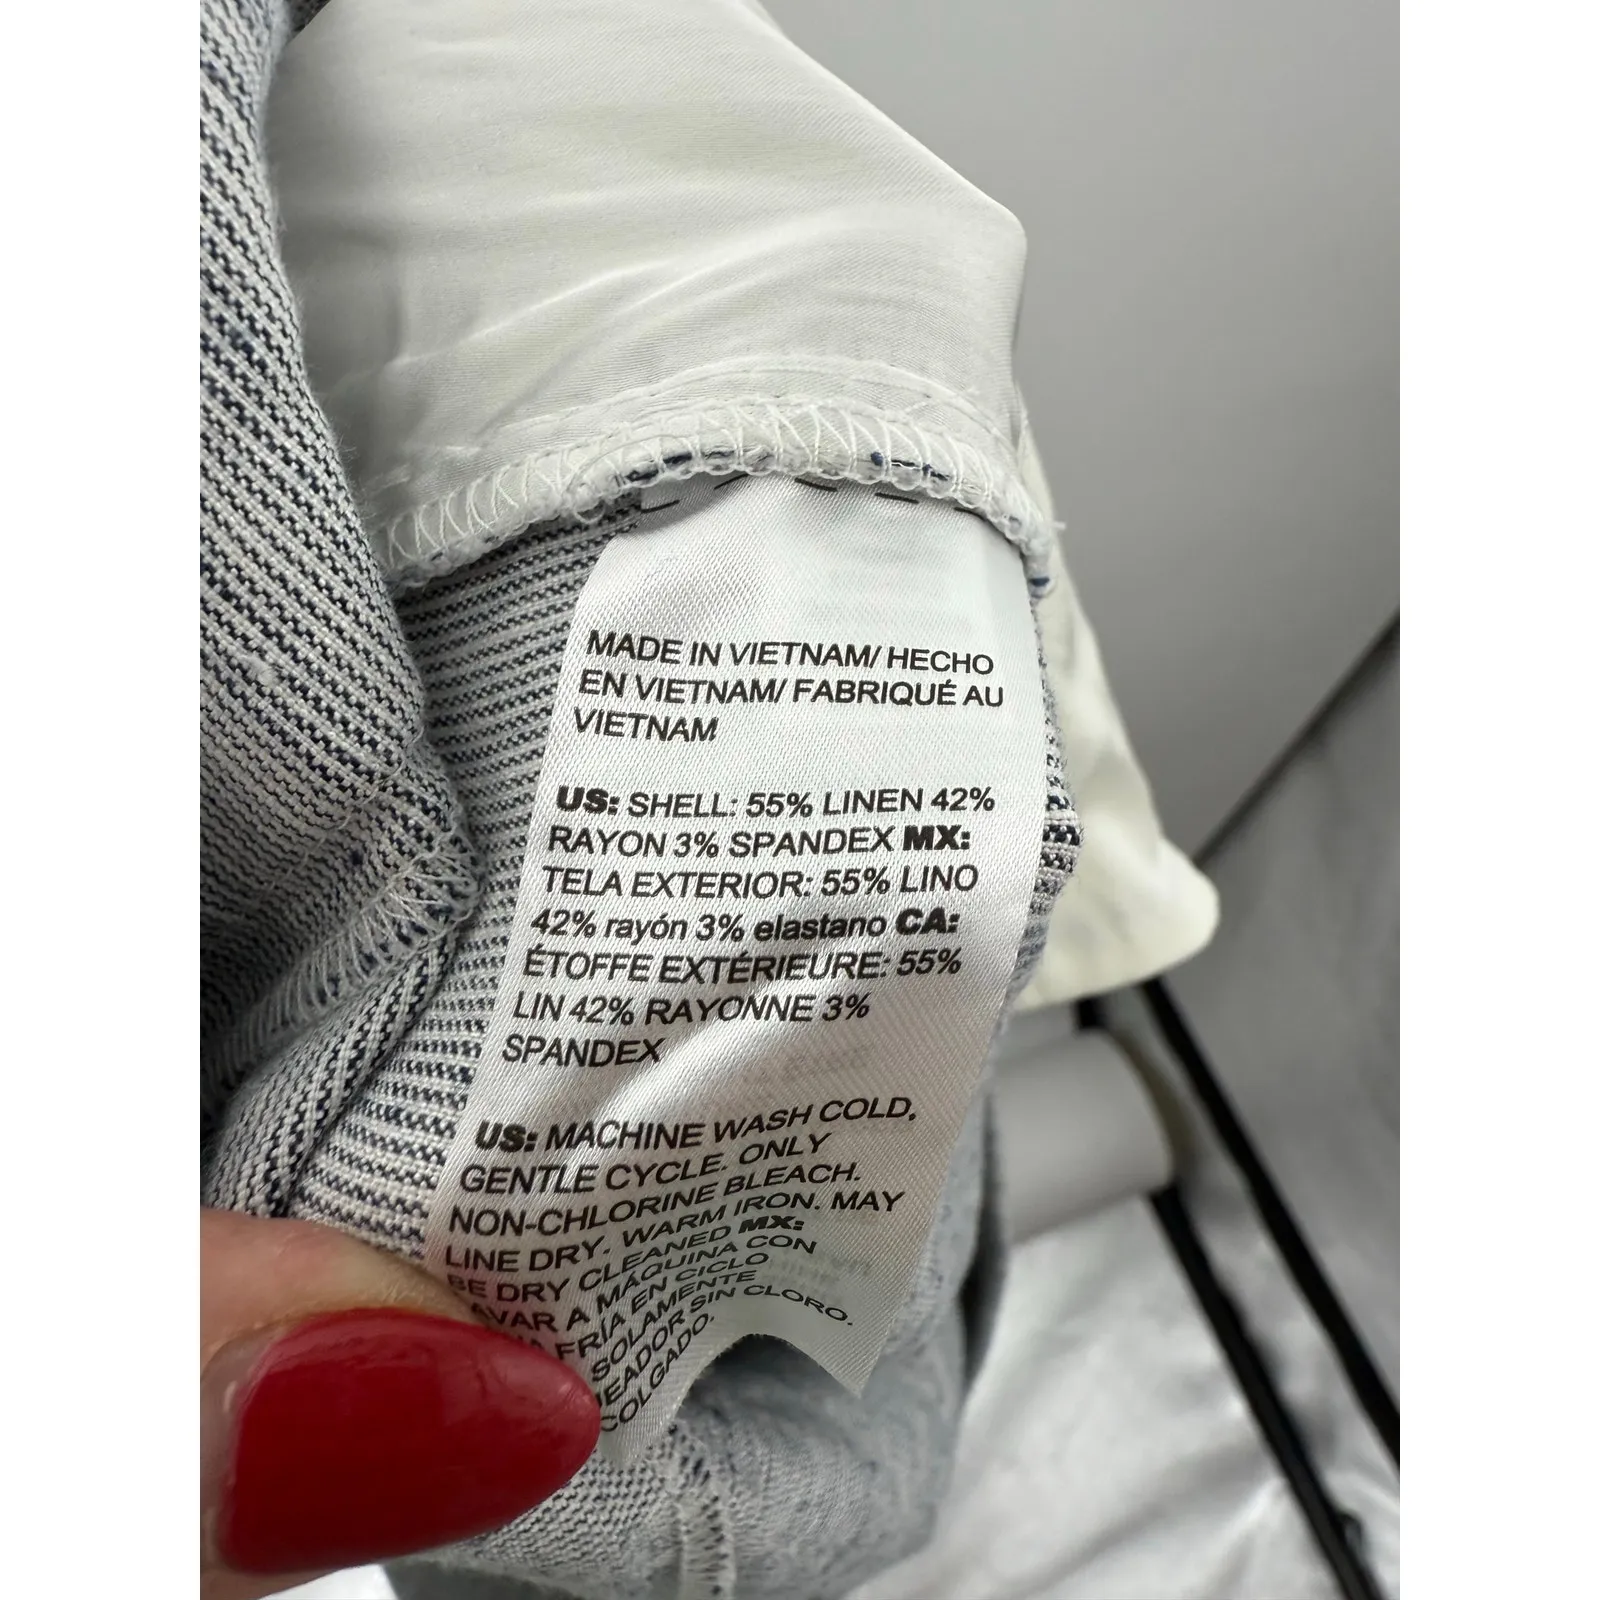 MADE IN VIETNAM/ HECHO
EN VIETNAM/ FABRIQUÉ AU
VIETNAM
US: SHELL: 55% LINEN 42%
RAYON 3% SPANDEX MX:
TELA EXTERIOR: 55% LINO
42% rayón 3% elastano CA:
ÉTOFFE EXTÉRIEURE: 55%
LIN 42% RAYONNE 3%
SPANDEX
US: MACHINE WASH COLD,
GENTLE CYCLE. ONLY
NON-CHLORINE BLEACH.
LINE DRY. WARM IRON. MAY
BE DRY CLEANED MX:
AVAR A MÁQUINA CON
FRÍA EN CICLO
SOLAMENTE
EADOR SIN CLORO.
COLGADO.